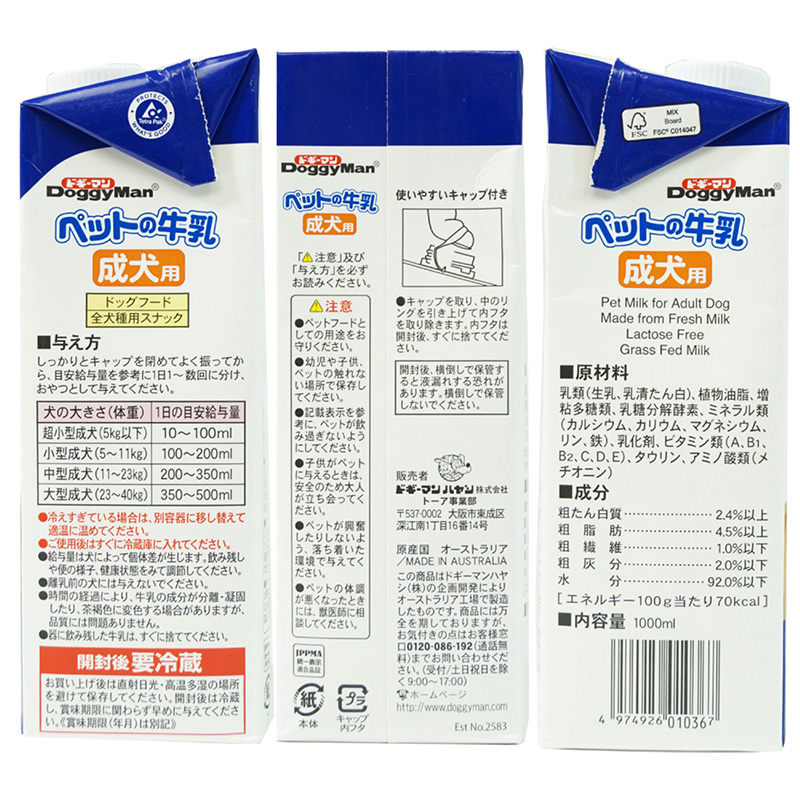 PROTECTS
Tetra Pak®
WHAT'S GOOD
ドギーマン
DoggyMan®
ペットの牛乳
成犬用
ドッグフード
全犬種用スナック
■与え方
しっかりとキャップを閉めてよく振ってか
ら、目安給与量を参考に1日1〜数回に分け、
おやつとして与えてください。
犬の大きさ(体重) 1日の目安給与量
超小型成犬(5kg以下) 10〜100ml
小型成犬(5〜11kg) 100〜200ml
中型成犬(11〜23kg) 200〜350ml
大型成犬(23〜40kg) 350〜500ml
●冷えすぎている場合は、別容器に移し替えて
適温に温めてください。
●ご使用後はすぐに冷蔵庫に入れてください。
●給与量は犬によって個体差が生じます。飲み残し
や便の様子、健康状態をみて調節してください。
●離乳前の犬には与えないでください。
●時間の経過により、牛乳の成分が分離・凝固
したり、茶褐色に変色する場合がありますが、
品質には問題ありません。
●器に飲み残した牛乳は、すぐに捨ててください。
開封後要冷蔵
お買い上げ後は直射日光・高温多湿の場所
を避けて保存してください。開封後は冷蔵
し、賞味期限に関わらず早めに与えてくださ
い。《賞味期限(年月)は別記》
ドギーマン
DoggyMan®
ペットの牛乳
成犬用
「⚠注意」及び
「与え方」を必ず
お読みください。
⚠注意
●ペットフードと
しての用途をお
守りください。
●幼児や子供、
ペットの触れな
い場所で保存し
てください。
●記載表示を参
考に、ペットが飲
み過ぎないように
してください。
●子供がペット
に与えるときは、
安全のため大人
が立ち会ってく
ださい。
●ペットが興奮
したりしないよ
う、落ち着いた
環境で与えてく
ださい。
●ペットの体調
が悪くなったとき
には、獣医師に相
談してください。
JPPMA
統一表示
適合品証
紙
本体
プラ
キャップ
内フタ
使いやすいキャップ付き
●キャップを取り、中のリ
ングを引き上げて内フタ
を取り除きます。内フタは
開封後、すぐに捨ててくだ
さい。
開封後、横倒しで保管す
ると液漏れする恐れが
あります。横倒しで保管
しないでください。
販売者
ドギーマンハヤシ株式会社
トーア事業部
〒537-0002 大阪市東成区
深江南1丁目16番14号
原産国 オーストラリア
/MADE IN AUSTRALIA
この商品はドギーマンハヤ
シ(株)の企画開発により
オーストラリア工場で製造
したものです。商品には万
全を期しておりますが、
お気付きの点はお客様窓
口0120-086-192(通話無
料)までお問い合わせくだ
さい。(受付/土日祝日を除
く9:00〜17:00)
ホームページ
http://www.doggyman.com/
Est No.2583
FSC
MIX
Board
FSC® C014047
ドギーマン
DoggyMan®
ペットの牛乳
成犬用
Pet Milk for Adult Dog
Made from Fresh Milk
Lactose Free
Grass Fed Milk
■原材料
乳類(生乳、乳清たん白)、植物油脂、増
粘多糖類、乳糖分解酵素、ミネラル類
(カルシウム、カリウム、マグネシウム、
リン、鉄)、乳化剤、ビタミン類(A、B1、
B2、C、D、E)、タウリン、アミノ酸類(メ
チオニン)
■成分
粗たん白質 2.4%以上
粗脂肪 4.5%以上
粗繊維 1.0%以下
粗灰分 2.0%以下
水分 92.0%以下
[エネルギー100g当たり70kcal]
■内容量 1000ml
4 974926 010367